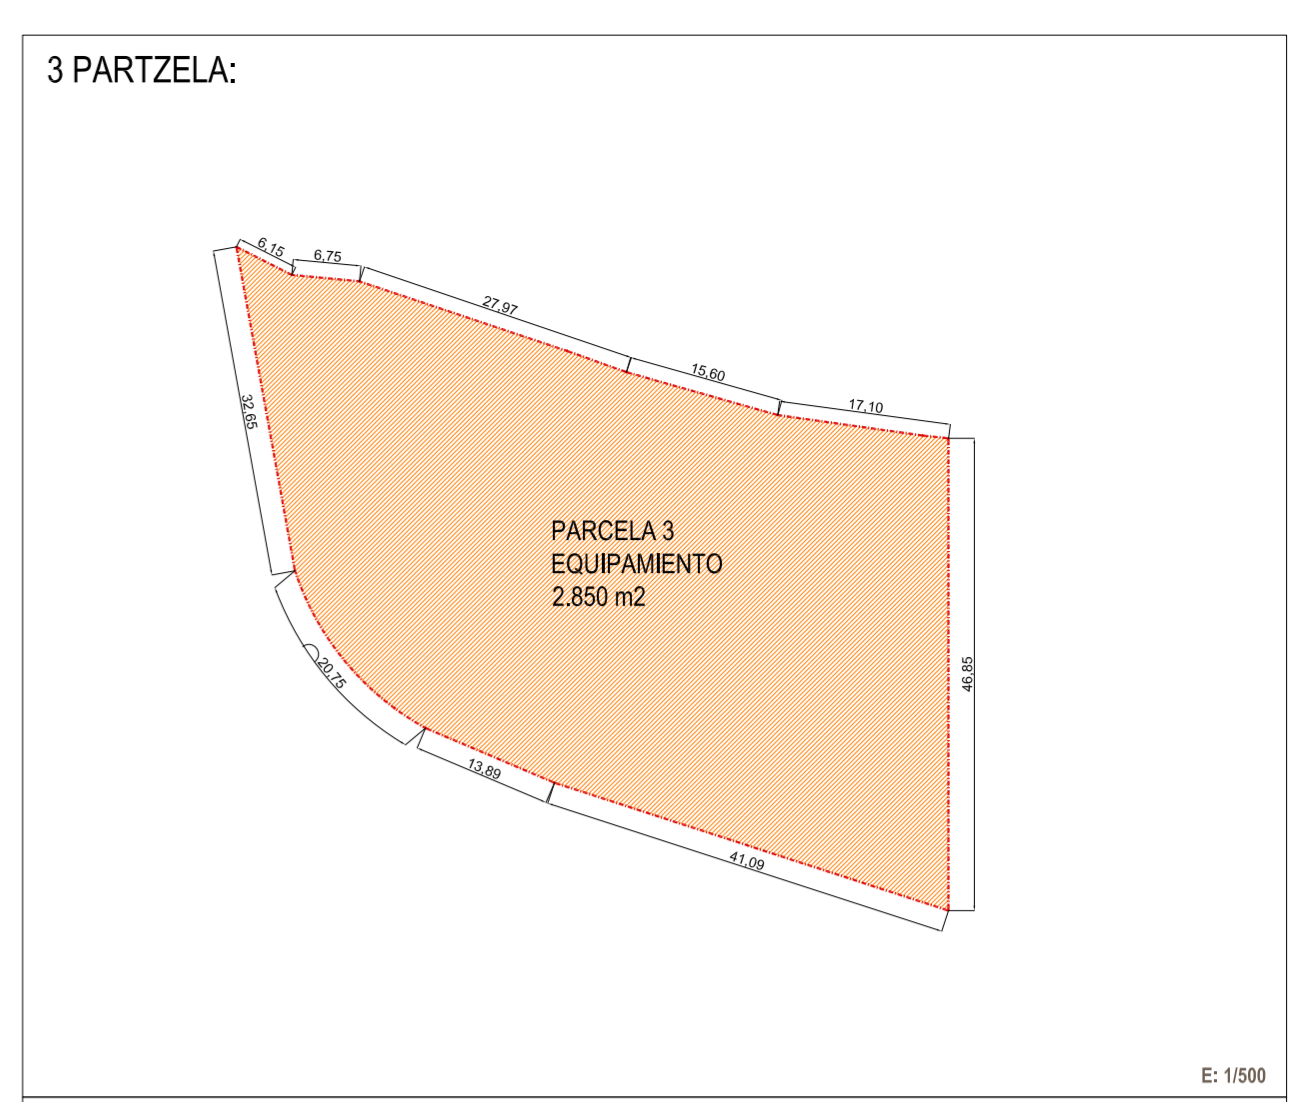 3 PARTZELA:
6,15
6,75
27,97
15,60
17,10
32,65
PARCELA 3
EQUIPAMIENTO
2.850 m2
46,85
20,75
13,89
41,09
E: 1/500